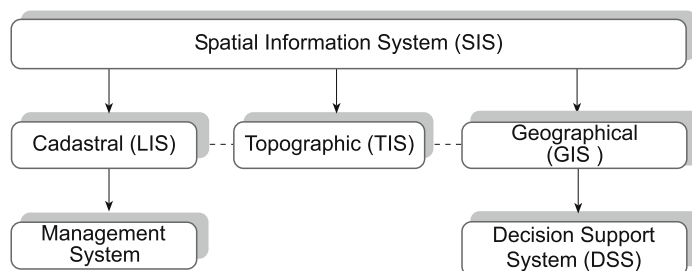 Spatial Information System (SIS)
Cadastral (LIS)
Topographic (TIS)
Geographical
(GIS )
Management
System
Decision Support
System (DSS)